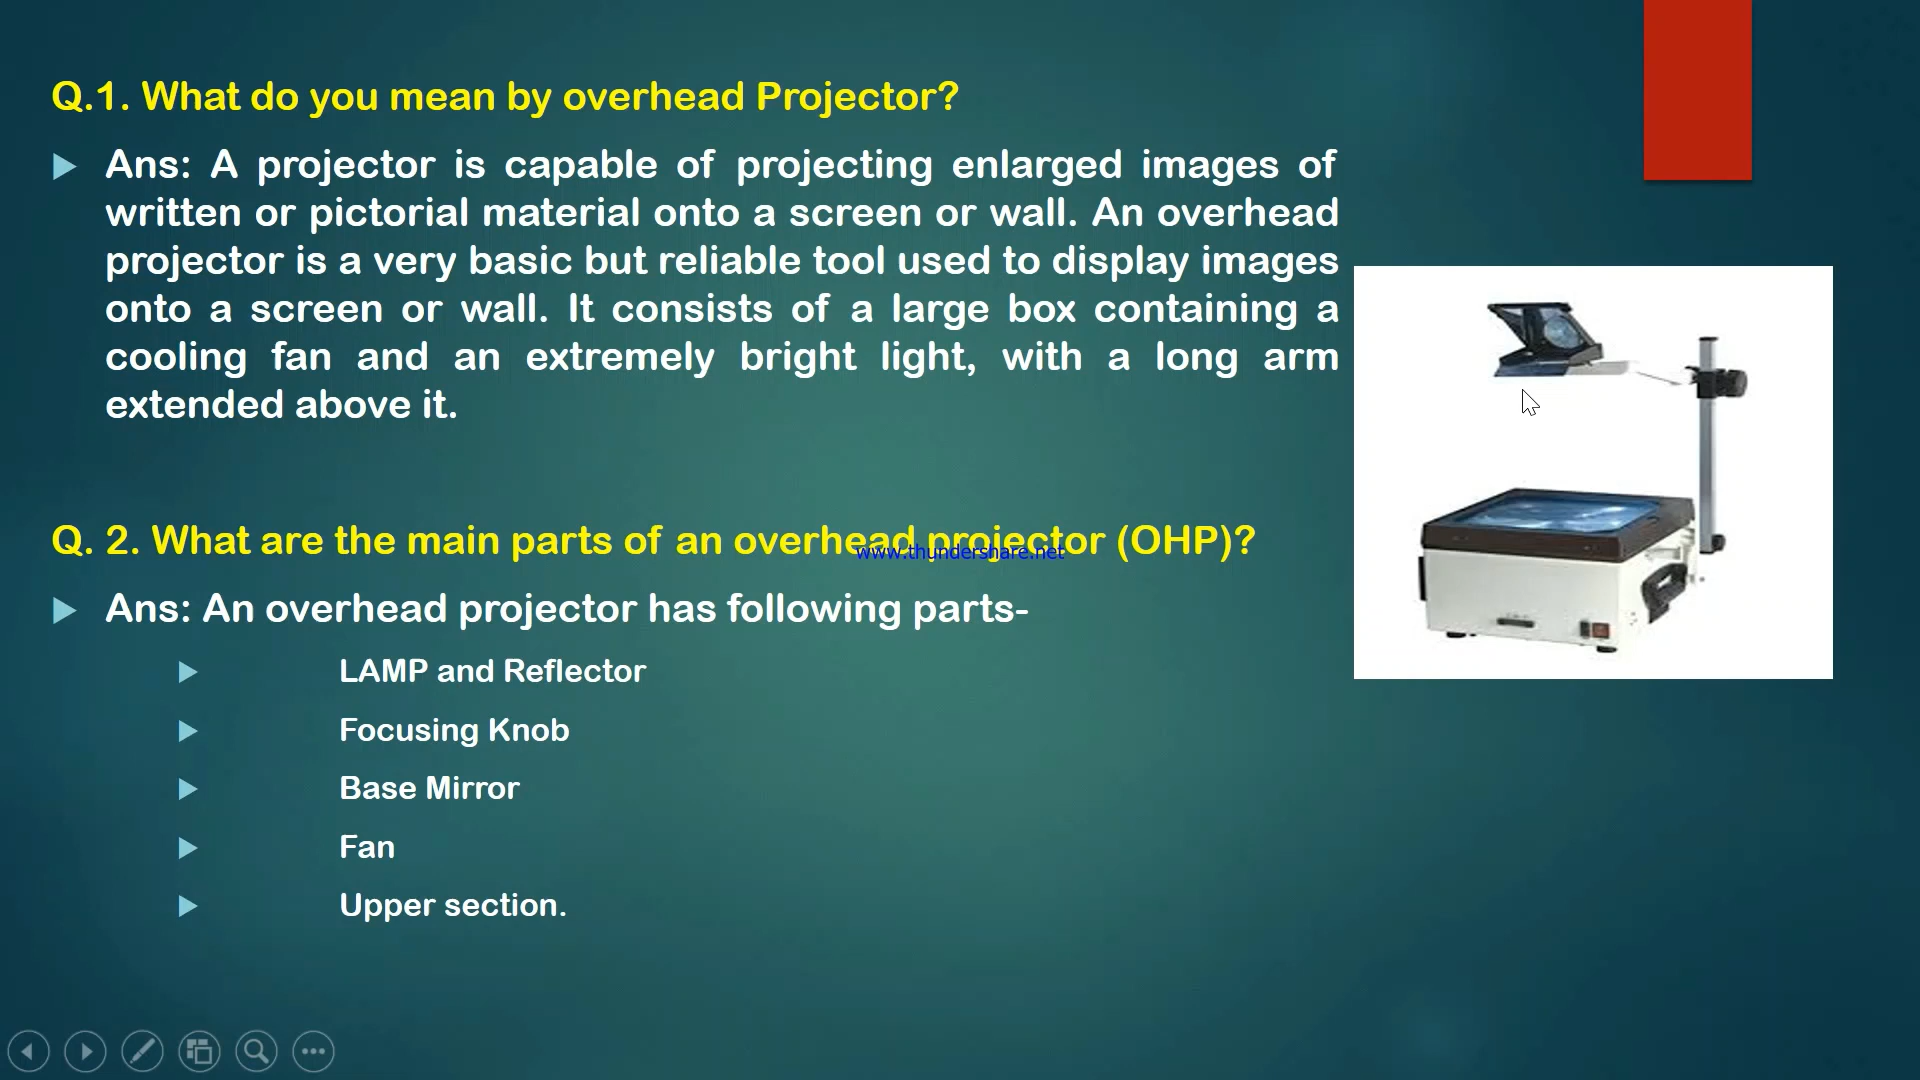 Q.1. What do you mean by overhead Projector?
Ans: A projector is capable of projecting enlarged images of
written or pictorial material onto a screen or wall. An overhead
projector is a very basic but reliable tool used to display images
onto a screen or wall. It consists of a large box containing a
cooling fan and an extremely bright light, with a long arm
extended above it.
Q. 2. What are the main parts of an overhead projector (OHP)?
www.thundershare.net
Ans: An overhead projector has following parts-
LAMP and Reflector
Focusing Knob
Base Mirror
Fan
Upper section.